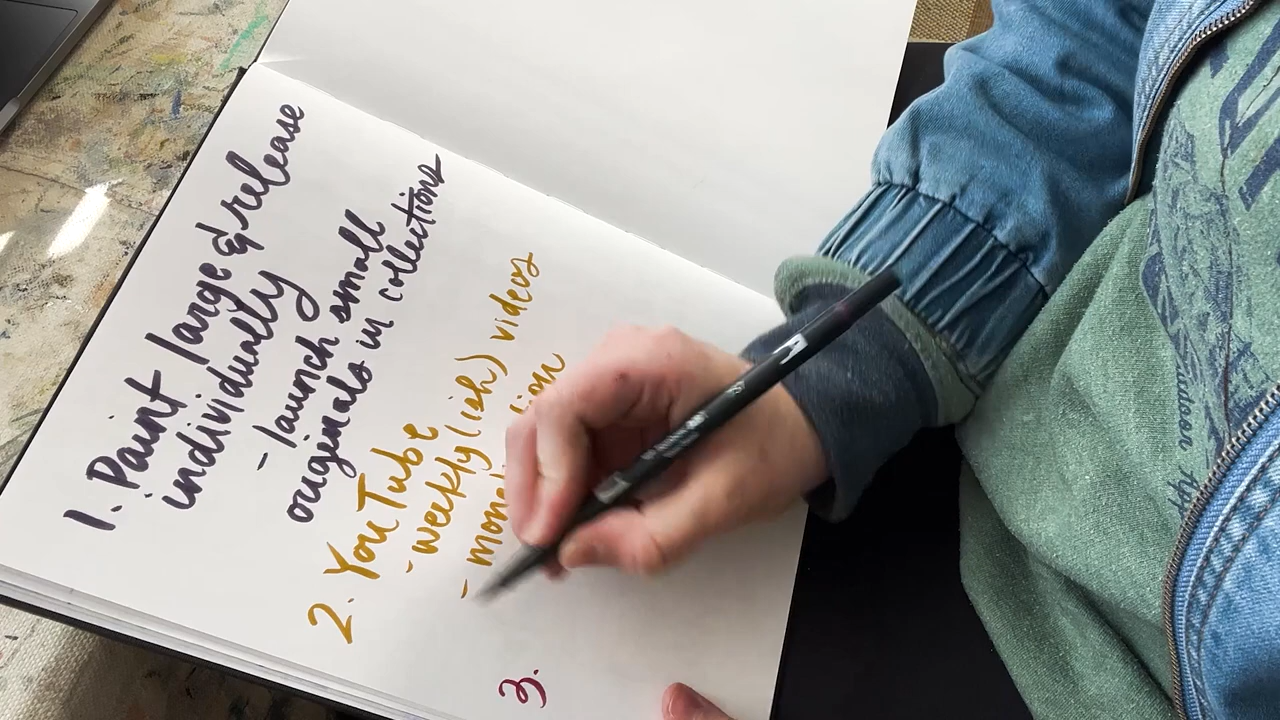 1. Paint large & release
individually
- launch small
originals in collections
2. YouTube
- weekly(ish) videos
-
3.